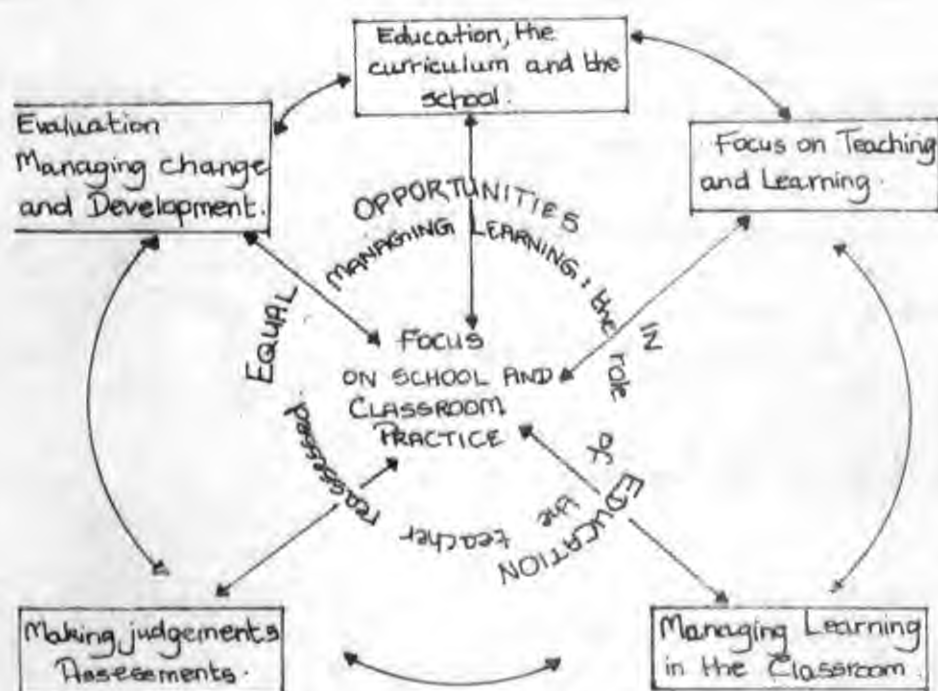 Education, the
curriculum and the
school.
Evaluation
Managing change
and Development.
Focus on Teaching
and Learning.
EQUAL OPPORTUNITIES IN EDUCATION
MANAGING LEARNING: the role of the teacher reassessed.
FOCUS
ON SCHOOL AND
CLASSROOM
PRACTICE
Making judgements
Assessments.
Managing Learning
in the Classroom